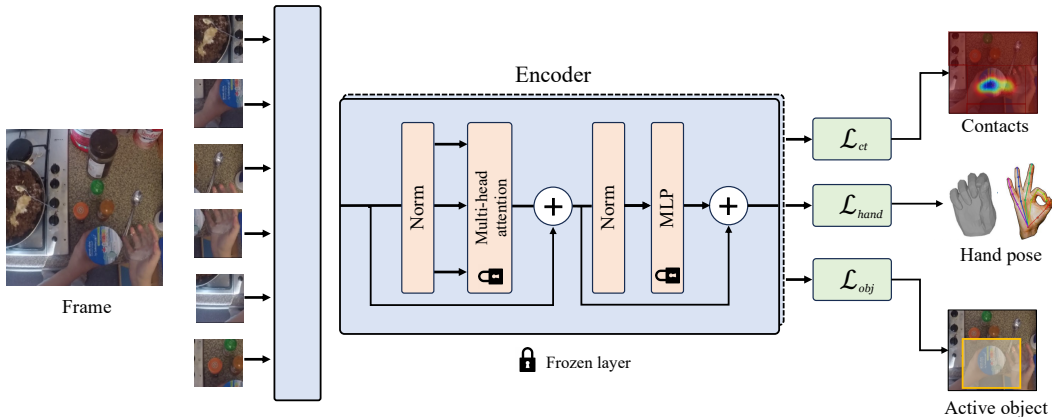 Frame
Encoder
Norm
Multi-head
attention
Norm
MLP
Frozen layer
ℒct
ℒhand
ℒobj
Contacts
Hand pose
Active object